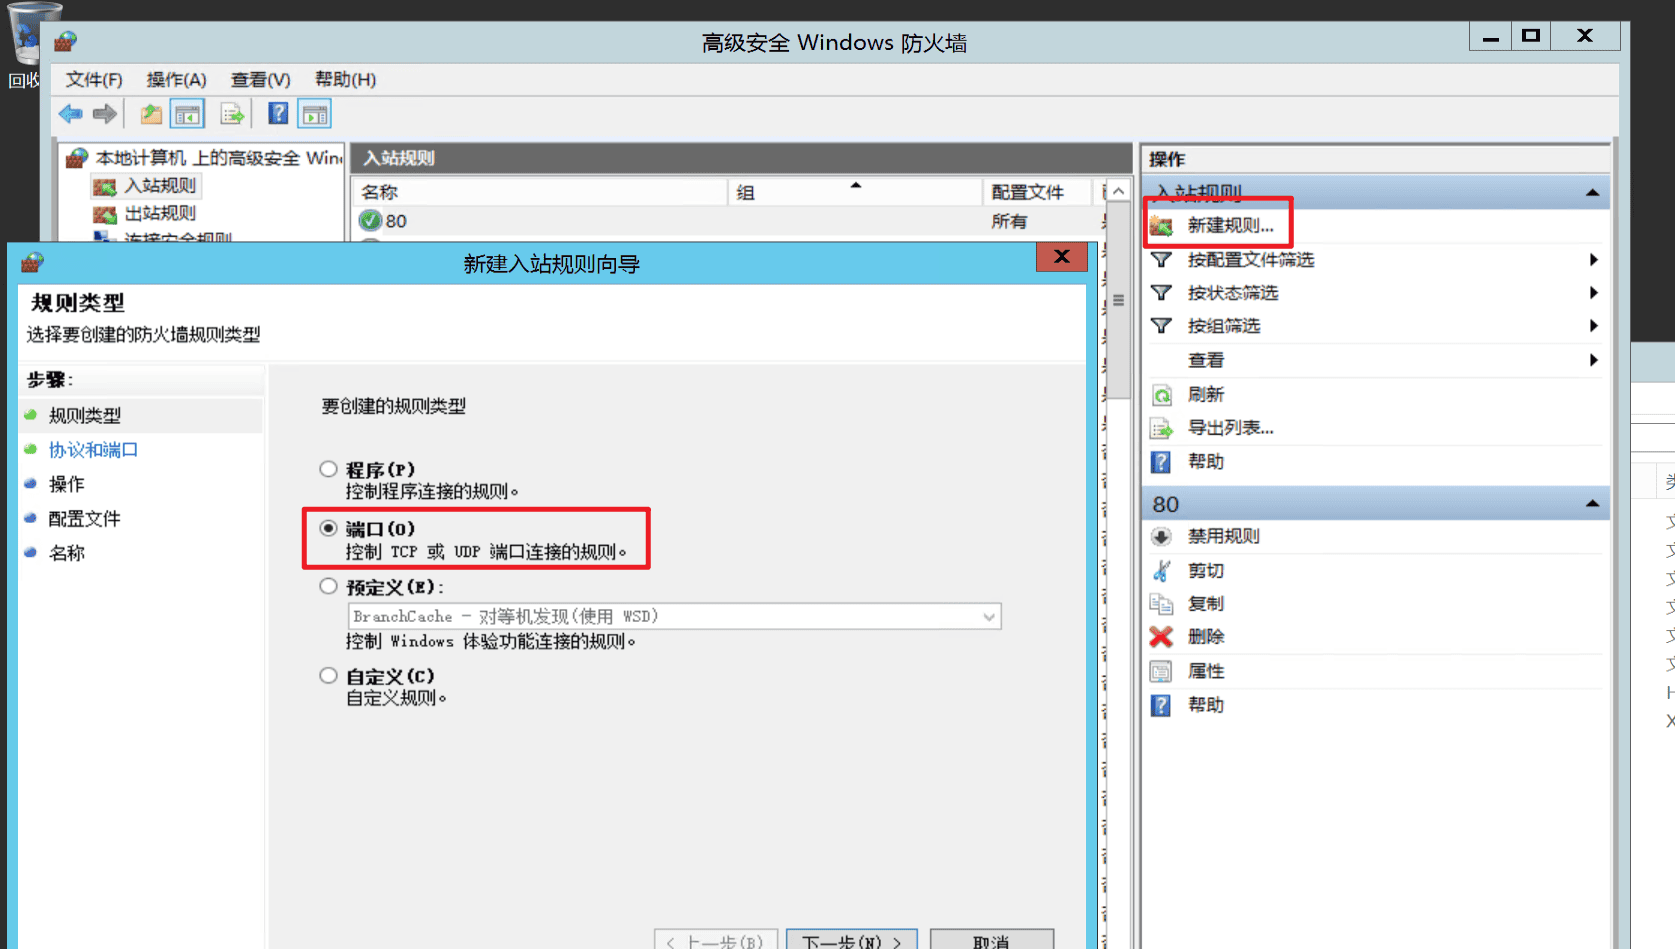 回收
高级安全 Windows 防火墙
文件(F) 操作(A) 查看(V) 帮助(H)
本地计算机 上的高级安全 Win
入站规则
出站规则
连接安全规则
入站规则
名称 组 配置文件
80 所有
操作
入站规则
新建规则...
按配置文件筛选
按状态筛选
按组筛选
查看
刷新
导出列表...
帮助
80
禁用规则
剪切
复制
删除
属性
帮助
新建入站规则向导
规则类型
选择要创建的防火墙规则类型
步骤:
规则类型
协议和端口
操作
配置文件
名称
要创建的规则类型
程序(P)
控制程序连接的规则。
端口(O)
控制 TCP 或 UDP 端口连接的规则。
预定义(E):
BranchCache - 对等机发现(使用 WSD)
控制 Windows 体验功能连接的规则。
自定义(C)
自定义规则。
< 上一步(B) 下一步(N) > 取消